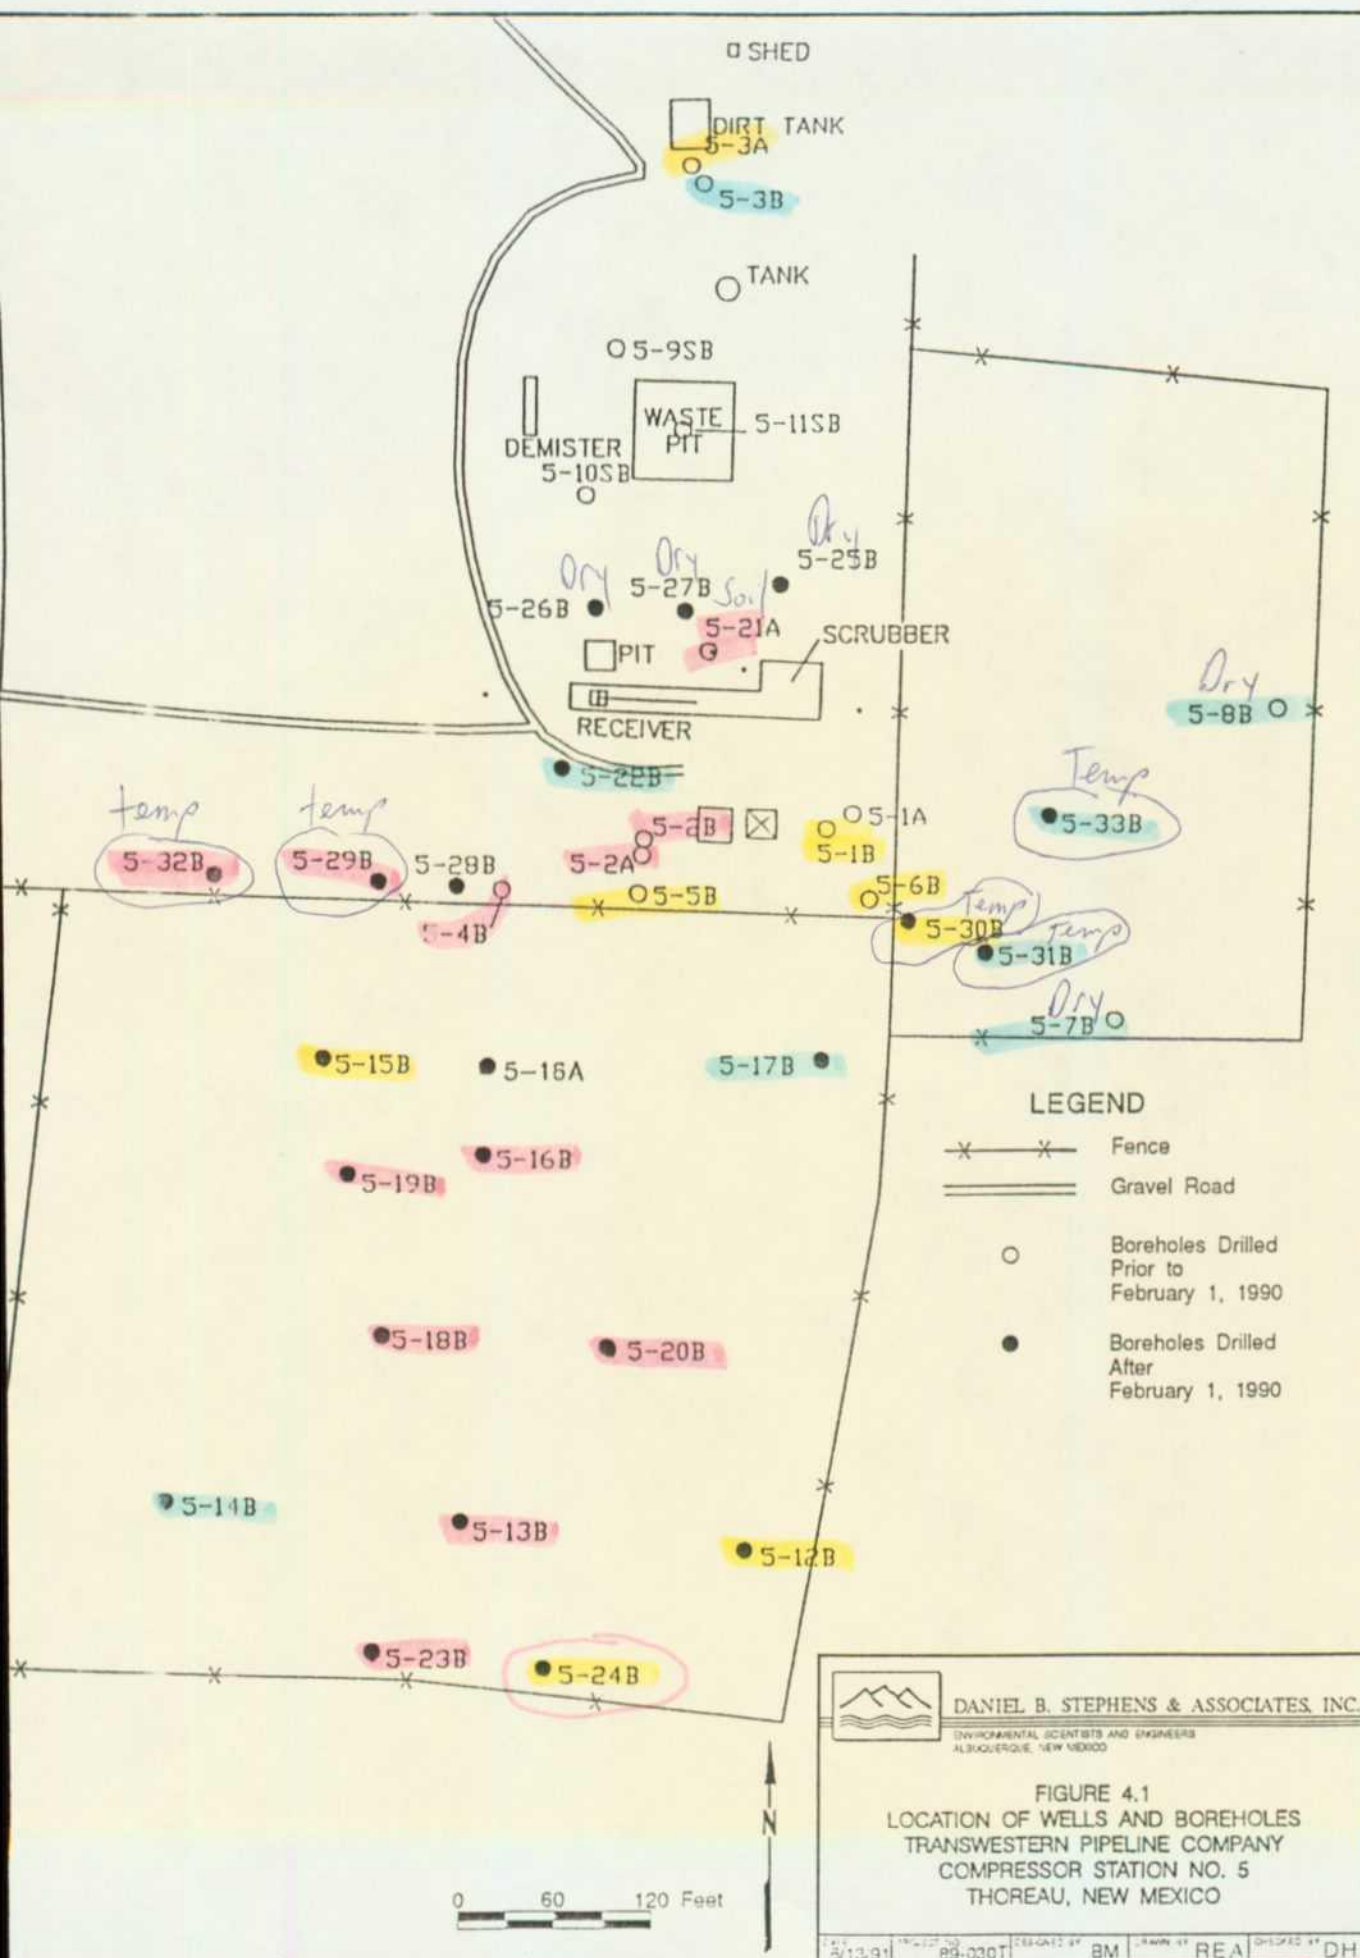 SHED
DIRT TANK
5-3A
5-3B
TANK
5-9SB
WASTE
PIT
5-11SB
DEMISTER
5-10SB
Dry
5-25B
Dry
5-27B
Dry
5-26B
Soil
5-21A
SCRUBBER
PIT
RECEIVER
Dry
5-8B
5-22B
Temp
5-33B
5-1A
5-1B
5-2B
5-2A
temp
5-32B
temp
5-29B
5-28B
5-4B
5-5B
5-6B
Temp
5-30B
Temp
5-31B
Dry
5-7B
5-15B
5-16A
5-17B
LEGEND
Fence
Gravel Road
Boreholes Drilled
Prior to
February 1, 1990
Boreholes Drilled
After
February 1, 1990
5-16B
5-19B
5-18B
5-20B
5-14B
5-13B
5-12B
5-23B
5-24B
N
0 60 120 Feet
DANIEL B. STEPHENS & ASSOCIATES, INC.
ENVIRONMENTAL SCIENTISTS AND ENGINEERS
ALBUQUERQUE, NEW MEXICO
FIGURE 4.1
LOCATION OF WELLS AND BOREHOLES
TRANSWESTERN PIPELINE COMPANY
COMPRESSOR STATION NO. 5
THOREAU, NEW MEXICO
BM REA DH